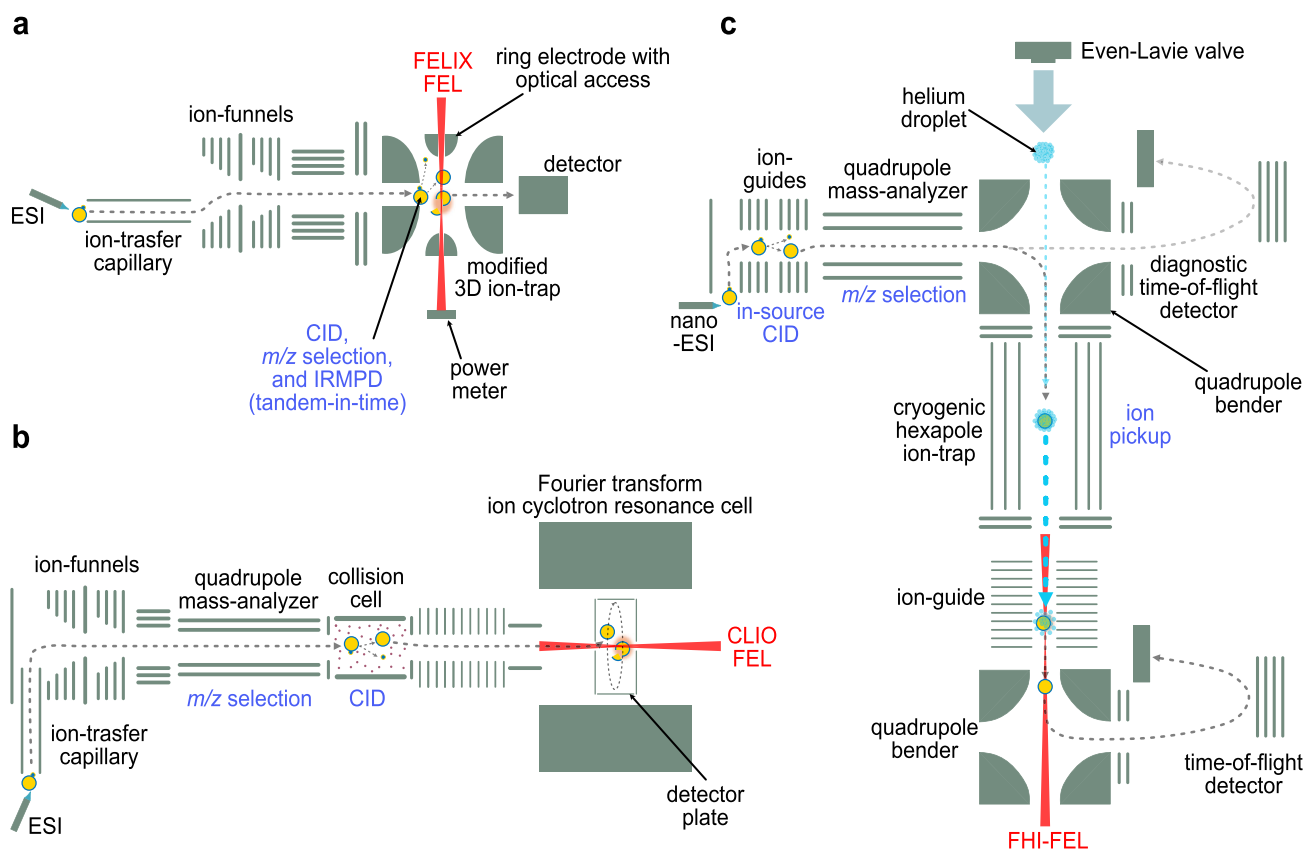 a
FELIX
FEL
ring electrode with
optical access
ion-funnels
detector
ESI
ion-trasfer
capillary
modified
3D ion-trap
CID,
m/z selection,
and IRMPD
(tandem-in-time)
power
meter
b
Fourier transform
ion cyclotron resonance cell
ion-funnels
quadrupole
mass-analyzer
collision
cell
CLIO
FEL
m/z selection
CID
ion-trasfer
capillary
detector
plate
ESI
c
Even-Lavie valve
helium
droplet
ion-
guides
quadrupole
mass-analyzer
diagnostic
time-of-flight
detector
nano
-ESI
in-source
CID
m/z selection
quadrupole
bender
cryogenic
hexapole
ion-trap
ion
pickup
ion-guide
quadrupole
bender
time-of-flight
detector
FHI-FEL